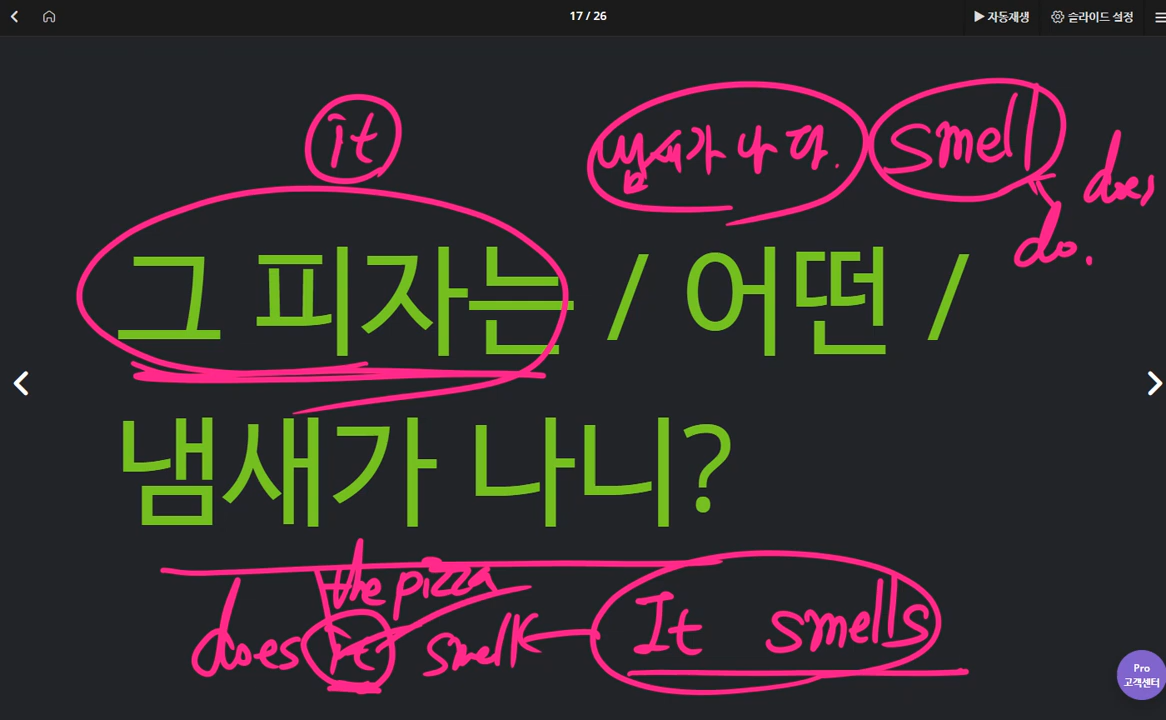 17 / 26
▶ 자동재생
슬라이드 설정
it
냄새가 나다.
smell
does
do.
그 피자는 / 어떤 /
냄새가 나니?
the pizza
does it smell
It smells
Pro
고객센터